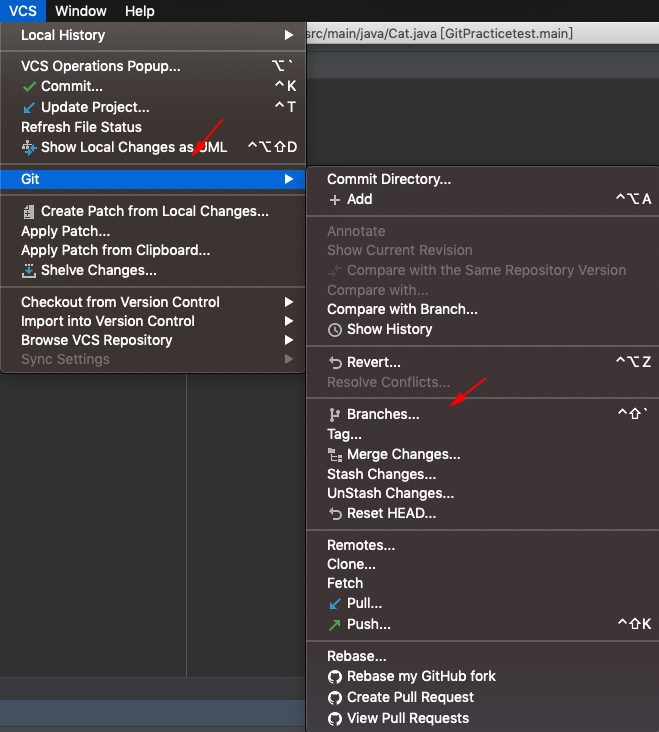 VCS Window Help
src/main/java/Cat.java [GitPracticetest.main]
Local History
VCS Operations Popup... ⌥`
Commit... ^K
Update Project... ^T
Refresh File Status
Show Local Changes as UML ^⌥⇧D
Git
Create Patch from Local Changes...
Apply Patch...
Apply Patch from Clipboard...
Shelve Changes...
Checkout from Version Control
Import into Version Control
Browse VCS Repository
Sync Settings
Commit Directory...
Add ^⌥A
Annotate
Show Current Revision
Compare with the Same Repository Version
Compare with...
Compare with Branch...
Show History
Revert... ^⌥Z
Resolve Conflicts...
Branches... ^⇧`
Tag...
Merge Changes...
Stash Changes...
UnStash Changes...
Reset HEAD...
Remotes...
Clone...
Fetch
Pull...
Push... ^⇧K
Rebase...
Rebase my GitHub fork
Create Pull Request
View Pull Requests